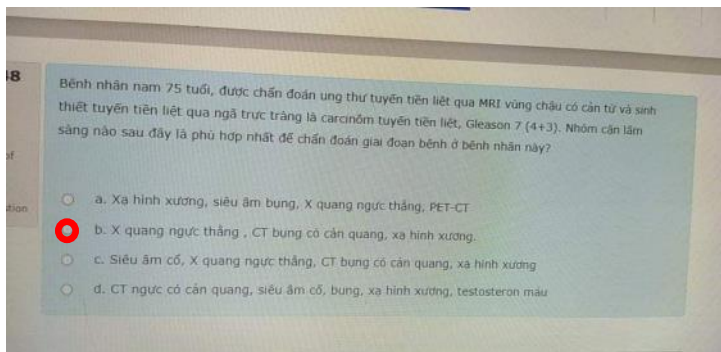 18
Bệnh nhân nam 75 tuổi, được chẩn đoán ung thư tuyến tiền liệt qua MRI vùng chậu có cản từ và sinh
thiết tuyến tiền liệt qua ngã trực tràng là carcinôm tuyến tiền liệt, Gleason 7 (4+3). Nhóm cận lâm
sàng nào sau đây là phù hợp nhất để chẩn đoán giai đoạn bệnh ở bệnh nhân này?
of
a. Xạ hình xương, siêu âm bụng, X quang ngực thẳng, PET-CT
stion
b. X quang ngực thẳng , CT bụng có cản quang, xạ hình xương.
c. Siêu âm cổ, X quang ngực thẳng, CT bụng có cản quang, xạ hình xương
d. CT ngực có cản quang, siêu âm cổ, bụng, xạ hình xương, testosteron máu